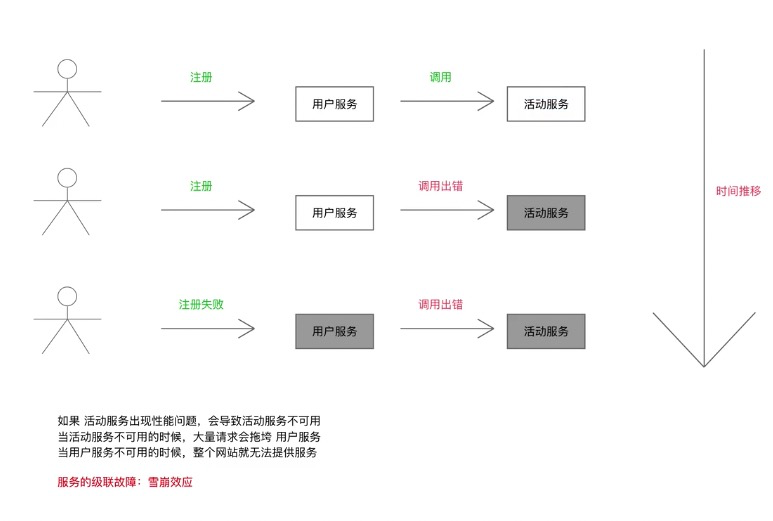 注册
调用
用户服务
活动服务
注册
调用出错
时间推移
用户服务
活动服务
注册失败
调用出错
用户服务
活动服务
如果 活动服务出现性能问题，会导致活动服务不可用
当活动服务不可用的时候，大量请求会拖垮 用户服务
当用户服务不可用的时候，整个网站就无法提供服务
服务的级联故障：雪崩效应